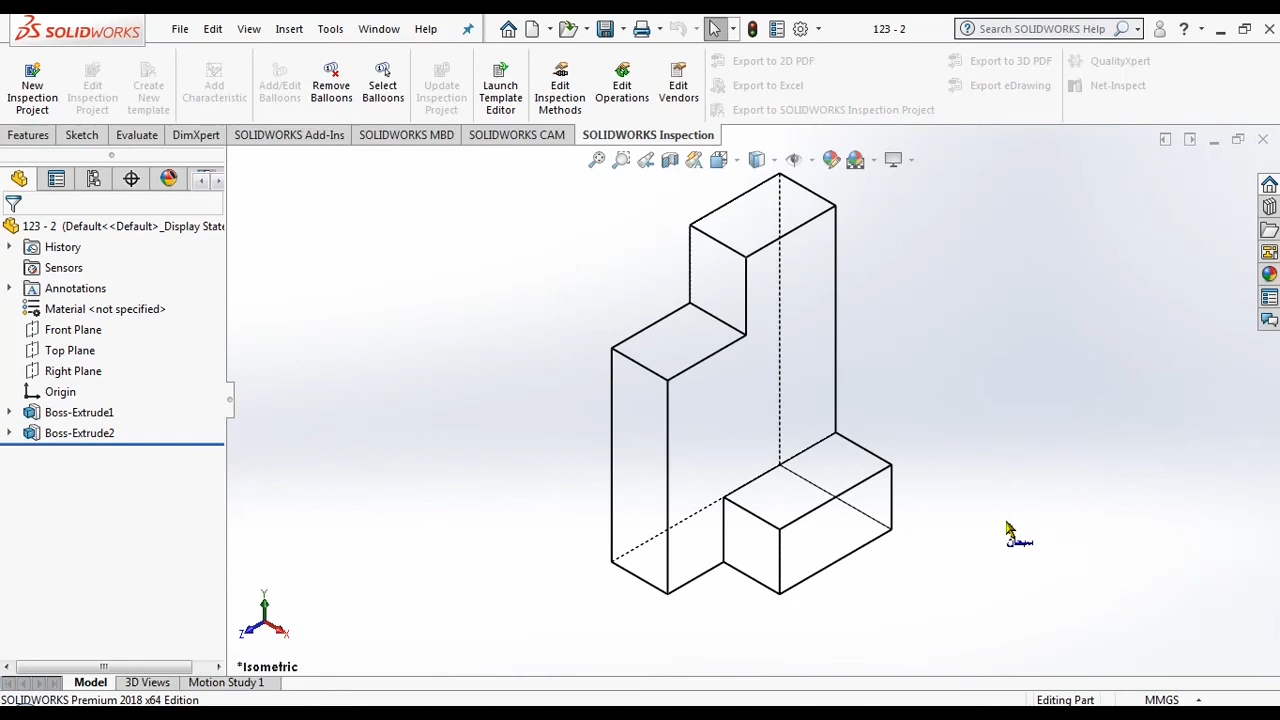 SOLIDWORKS File Edit View Insert Tools Window Help 123 - 2 Search SOLIDWORKS Help ?
New Inspection Project
Edit Inspection Project
Create New template
Add Characteristic
Add/Edit Balloons
Remove Balloons
Select Balloons
Update Inspection Project
Launch Template Editor
Edit Inspection Methods
Edit Operations
Edit Vendors
Export to 2D PDF
Export to Excel
Export to SOLIDWORKS Inspection Project
Export to 3D PDF
Export eDrawing
QualityXpert
Net-Inspect
Features Sketch Evaluate DimXpert SOLIDWORKS Add-Ins SOLIDWORKS MBD SOLIDWORKS CAM SOLIDWORKS Inspection
123 - 2 (Default<<Default>_Display State
History
Sensors
Annotations
Material <not specified>
Front Plane
Top Plane
Right Plane
Origin
Boss-Extrude1
Boss-Extrude2
Y
Z X
*Isometric
Model 3D Views Motion Study 1
SOLIDWORKS Premium 2018 x64 Edition Editing Part MMGS